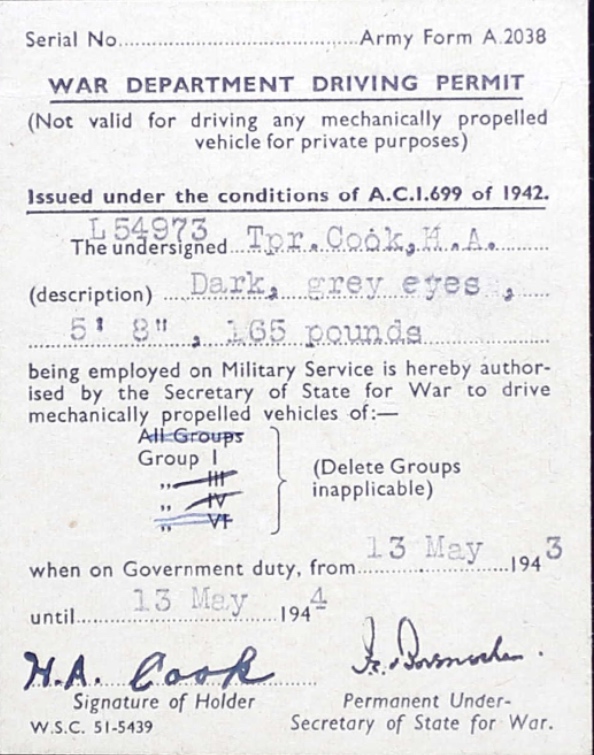 Serial No.......................................Army Form A.2038
WAR DEPARTMENT DRIVING PERMIT
(Not valid for driving any mechanically propelled
vehicle for private purposes)
Issued under the conditions of A.C.I.699 of 1942.
L54973
The undersigned Tpr. Cook, H.A.
(description) Dark, grey eyes,
5' 8", 165 pounds
being employed on Military Service is hereby author-
ised by the Secretary of State for War to drive
mechanically propelled vehicles of:—
All Groups
Group I
„ III
„ IV
„ VI
(Delete Groups
inapplicable)
when on Government duty, from 13 May 1943
until 13 May 1944
H.A. Cook
Signature of Holder
Permanent Under-
Secretary of State for War.
W.S.C. 51-5439